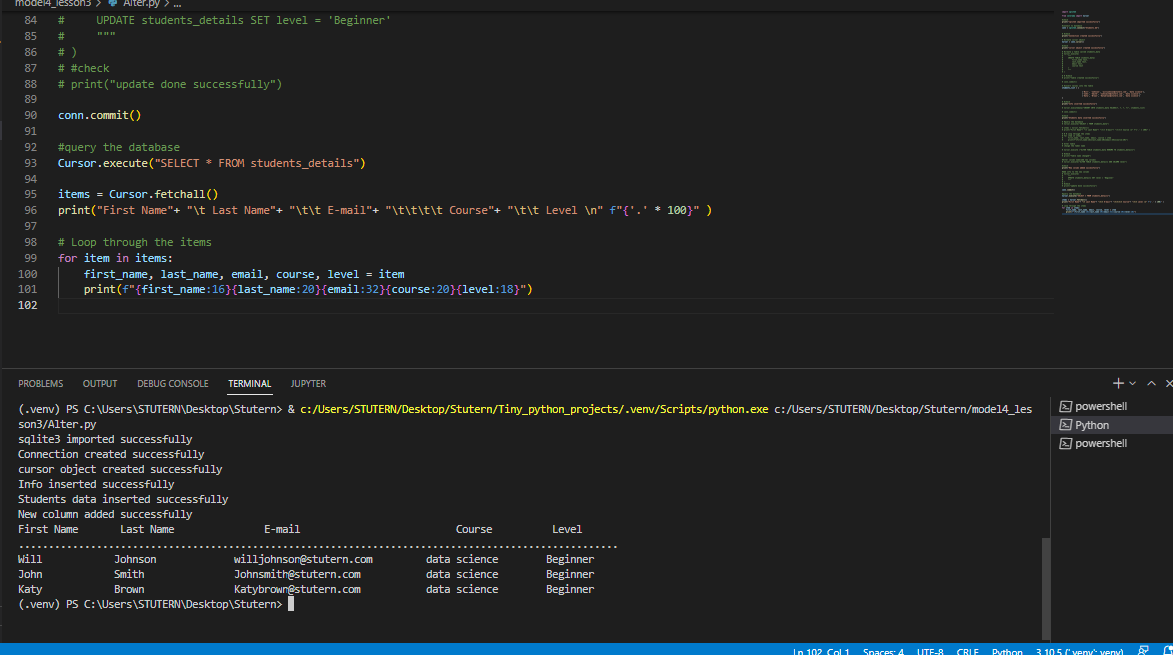 model4_lesson3 > Alter.py > ...
84 #     UPDATE students_details SET level = 'Beginner'
85 #     """
86 # )
87 # #check
88 # print("update done successfully")
89
90 conn.commit()
91
92 #query the database
93 Cursor.execute("SELECT * FROM students_details")
94
95 items = Cursor.fetchall()
96 print("First Name"+ "\t Last Name"+ "\t\t E-mail"+ "\t\t\t\t Course"+ "\t\t Level \n" f"{'.' * 100}" )
97
98 # Loop through the items
99 for item in items:
100     first_name, last_name, email, course, level = item
101     print(f"{first_name:16}{last_name:20}{email:32}{course:20}{level:18}")
102
PROBLEMS OUTPUT DEBUG CONSOLE TERMINAL JUPYTER
(.venv) PS C:\Users\STUTERN\Desktop\Stutern> & c:/Users/STUTERN/Desktop/Stutern/Tiny_python_projects/.venv/Scripts/python.exe c:/Users/STUTERN/Desktop/Stutern/model4_les
son3/Alter.py
sqlite3 imported successfully
Connection created successfully
cursor object created successfully
Info inserted successfully
Students data inserted successfully
New column added successfully
First Name Last Name E-mail Course Level
....................................................................................................
Will Johnson willjohnson@stutern.com data science Beginner
John Smith Johnsmith@stutern.com data science Beginner
Katy Brown Katybrown@stutern.com data science Beginner
(.venv) PS C:\Users\STUTERN\Desktop\Stutern>
powershell
Python
powershell
Ln 102, Col 1 Spaces: 4 UTF-8 CRLF Python 3.10.5 ('.venv': venv)